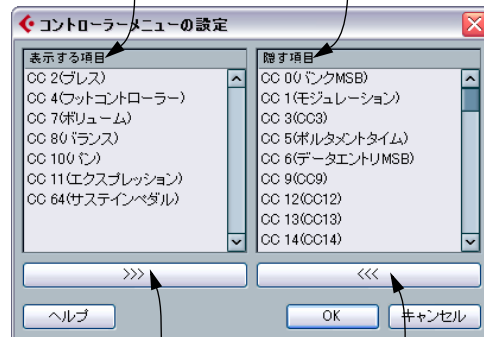 コントローラーメニューの設定
表示する項目
CC 2(ブレス)
CC 4(フットコントローラー)
CC 7(ボリューム)
CC 8(バランス)
CC 10(パン)
CC 11(エクスプレッション)
CC 64(サステインペダル)
隠す項目
CC 0(バンクMSB)
CC 1(モジュレーション)
CC 3(CC3)
CC 5(ポルタメントタイム)
CC 6(データエントリMSB)
CC 9(CC9)
CC 12(CC12)
CC 13(CC13)
CC 14(CC14)
>>>
<<<
ヘルプ
OK
キャンセル